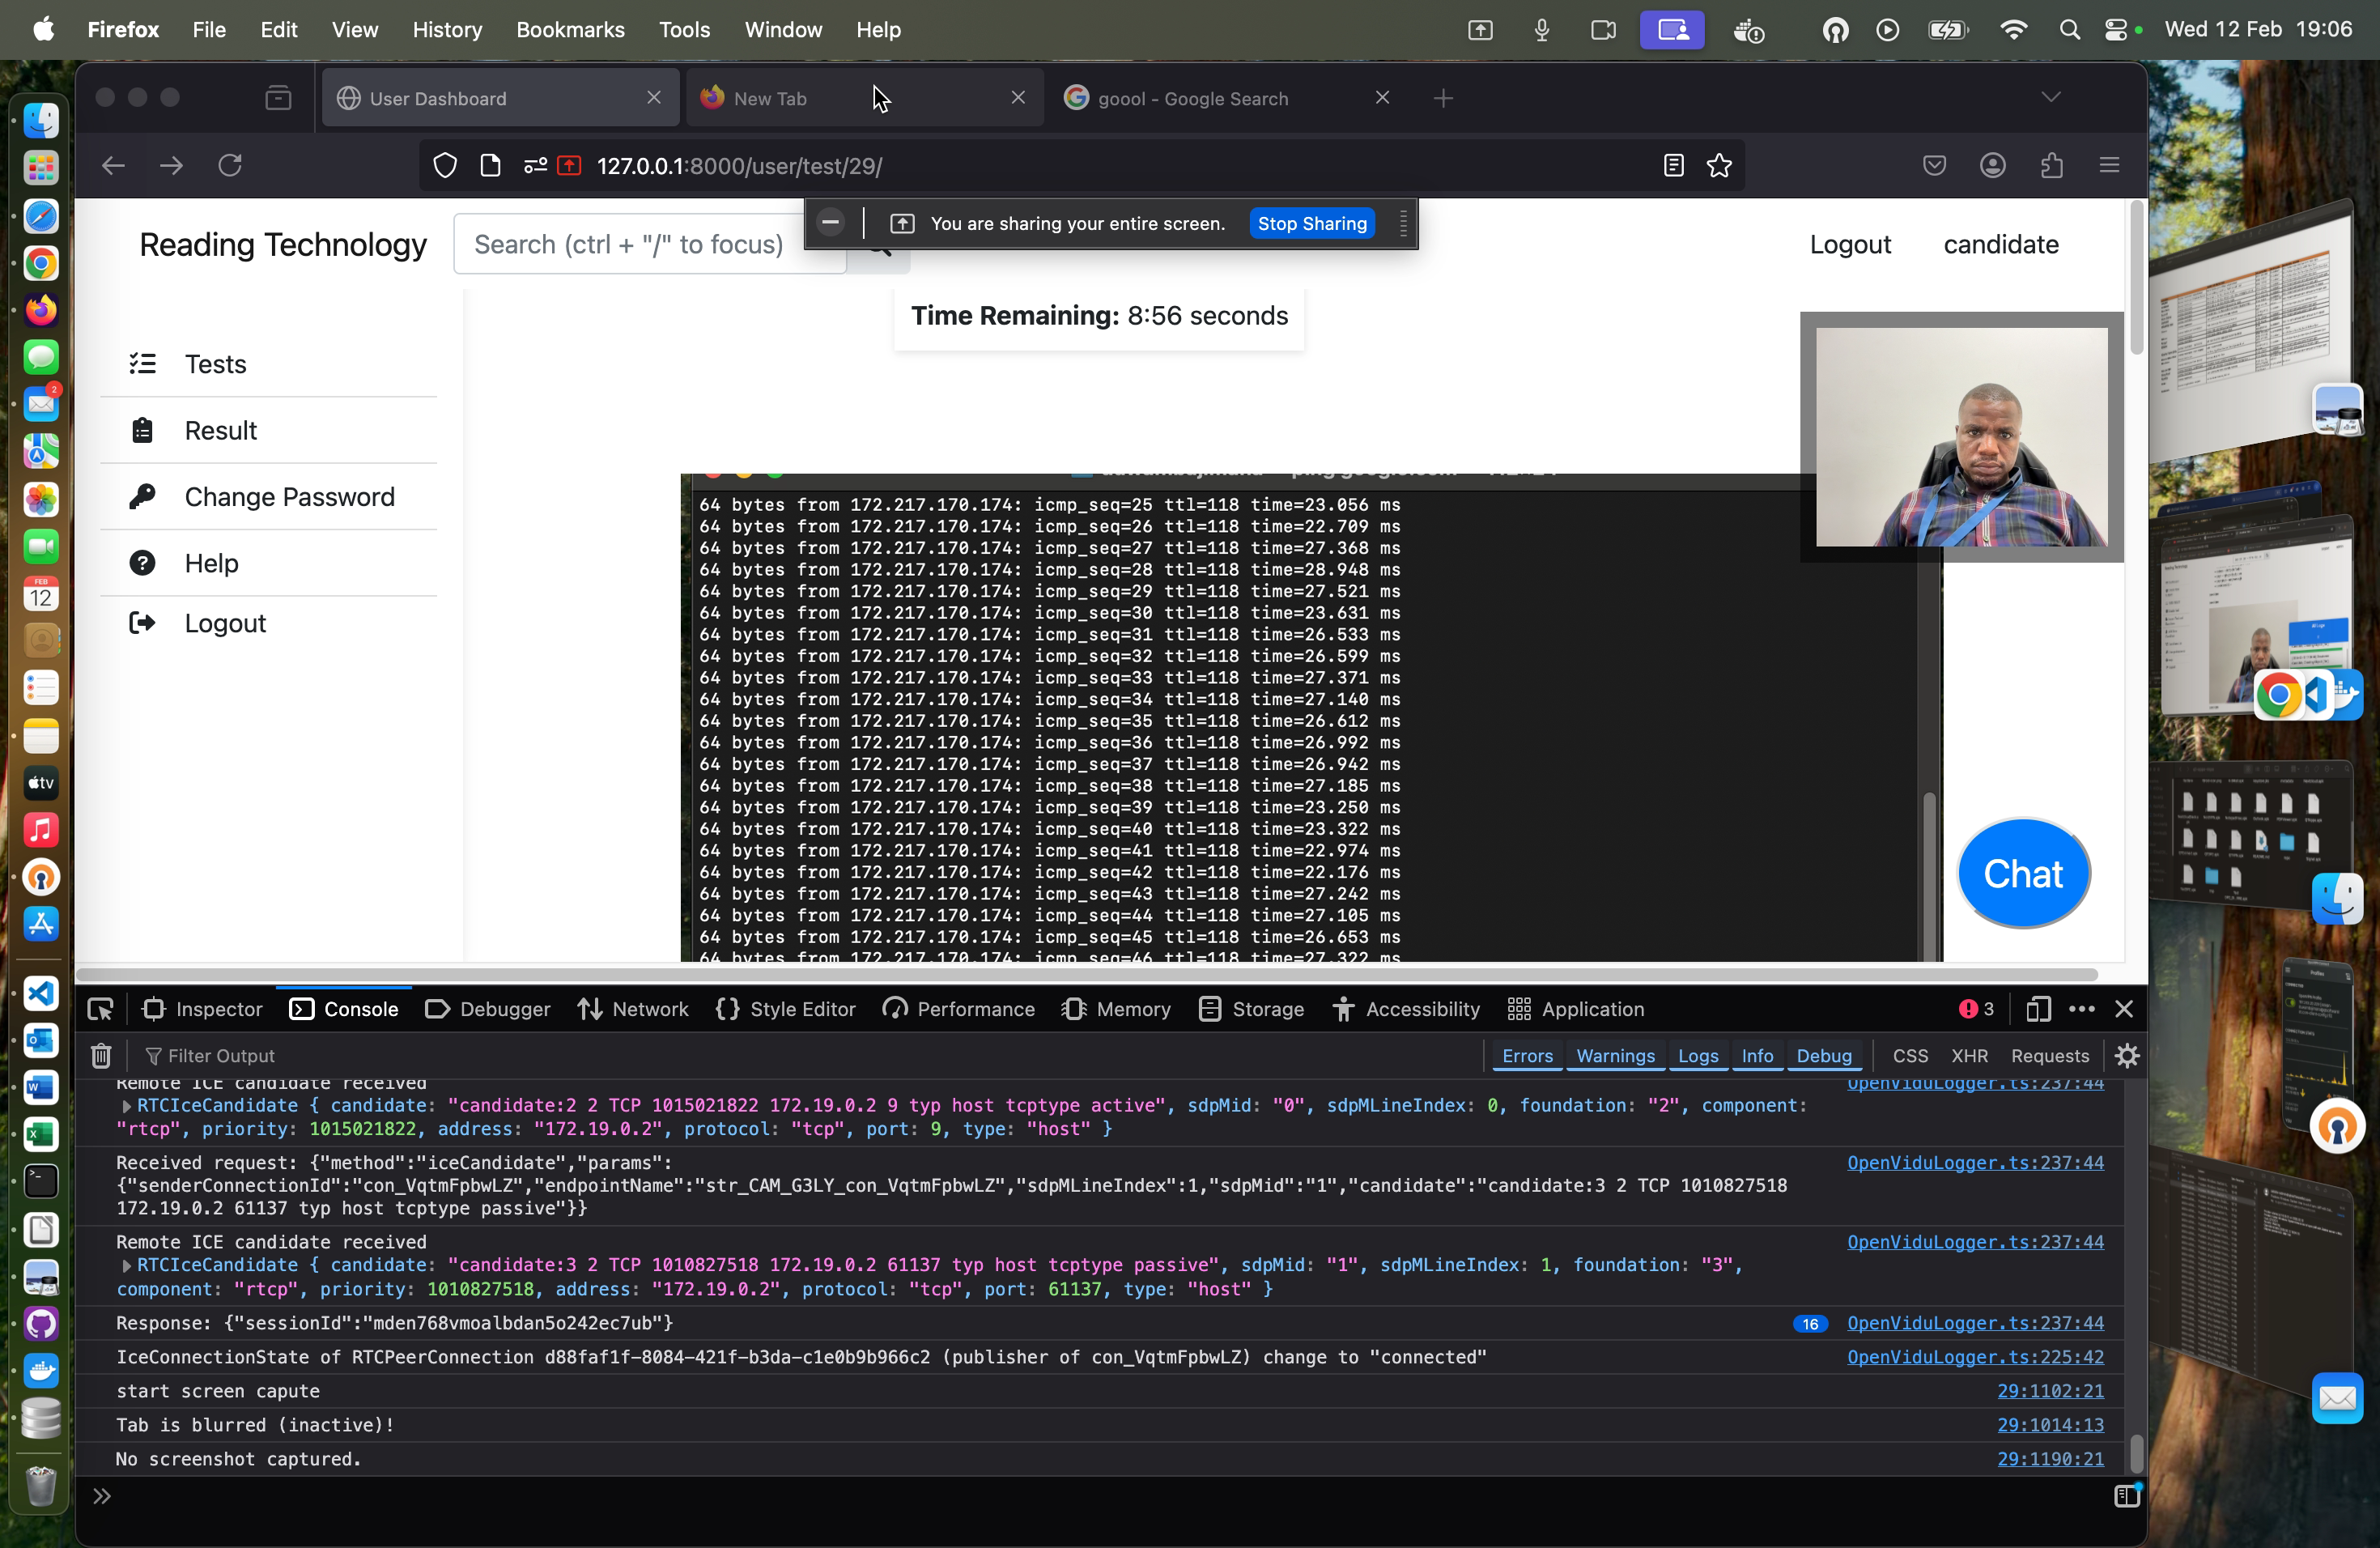 Firefox File Edit View History Bookmarks Tools Window Help Wed 12 Feb 19:06
User Dashboard New Tab goool - Google Search
127.0.0.1:8000/user/test/29/
You are sharing your entire screen. Stop Sharing
Reading Technology Search (ctrl + "/" to focus) Logout candidate
Time Remaining: 8:56 seconds
Tests
Result
Change Password
Help
Logout
64 bytes from 172.217.170.174: icmp_seq=25 ttl=118 time=23.056 ms
64 bytes from 172.217.170.174: icmp_seq=26 ttl=118 time=22.709 ms
64 bytes from 172.217.170.174: icmp_seq=27 ttl=118 time=27.368 ms
64 bytes from 172.217.170.174: icmp_seq=28 ttl=118 time=28.948 ms
64 bytes from 172.217.170.174: icmp_seq=29 ttl=118 time=27.521 ms
64 bytes from 172.217.170.174: icmp_seq=30 ttl=118 time=23.631 ms
64 bytes from 172.217.170.174: icmp_seq=31 ttl=118 time=26.533 ms
64 bytes from 172.217.170.174: icmp_seq=32 ttl=118 time=26.599 ms
64 bytes from 172.217.170.174: icmp_seq=33 ttl=118 time=27.371 ms
64 bytes from 172.217.170.174: icmp_seq=34 ttl=118 time=27.140 ms
64 bytes from 172.217.170.174: icmp_seq=35 ttl=118 time=26.612 ms
64 bytes from 172.217.170.174: icmp_seq=36 ttl=118 time=26.992 ms
64 bytes from 172.217.170.174: icmp_seq=37 ttl=118 time=26.942 ms
64 bytes from 172.217.170.174: icmp_seq=38 ttl=118 time=27.185 ms
64 bytes from 172.217.170.174: icmp_seq=39 ttl=118 time=23.250 ms
64 bytes from 172.217.170.174: icmp_seq=40 ttl=118 time=23.322 ms
64 bytes from 172.217.170.174: icmp_seq=41 ttl=118 time=22.974 ms
64 bytes from 172.217.170.174: icmp_seq=42 ttl=118 time=22.176 ms
64 bytes from 172.217.170.174: icmp_seq=43 ttl=118 time=27.242 ms
64 bytes from 172.217.170.174: icmp_seq=44 ttl=118 time=27.105 ms
64 bytes from 172.217.170.174: icmp_seq=45 ttl=118 time=26.653 ms
64 bytes from 172.217.170.174: icmp_seq=46 ttl=118 time=27.322 ms
Chat
2
FEB
12
tv
Inspector Console Debugger Network Style Editor Performance Memory Storage Accessibility Application 3
Filter Output Errors Warnings Logs Info Debug CSS XHR Requests
Remote ICE candidate received OpenViduLogger.ts:237:44
RTCIceCandidate { candidate: "candidate:2 2 TCP 1015021822 172.19.0.2 9 typ host tcptype active", sdpMid: "0", sdpMLineIndex: 0, foundation: "2", component:
"rtcp", priority: 1015021822, address: "172.19.0.2", protocol: "tcp", port: 9, type: "host" }
Received request: {"method":"iceCandidate","params": OpenViduLogger.ts:237:44
{"senderConnectionId":"con_VqtmFpbwLZ","endpointName":"str_CAM_G3LY_con_VqtmFpbwLZ","sdpMLineIndex":1,"sdpMid":"1","candidate":"candidate:3 2 TCP 1010827518
172.19.0.2 61137 typ host tcptype passive"}}
Remote ICE candidate received OpenViduLogger.ts:237:44
RTCIceCandidate { candidate: "candidate:3 2 TCP 1010827518 172.19.0.2 61137 typ host tcptype passive", sdpMid: "1", sdpMLineIndex: 1, foundation: "3",
component: "rtcp", priority: 1010827518, address: "172.19.0.2", protocol: "tcp", port: 61137, type: "host" }
Response: {"sessionId":"mden768vmoalbdan5o242ec7ub"} 16 OpenViduLogger.ts:237:44
IceConnectionState of RTCPeerConnection d88faf1f-8084-421f-b3da-c1e0b9b966c2 (publisher of con_VqtmFpbwLZ) change to "connected" OpenViduLogger.ts:225:42
start screen capute 29:1102:21
Tab is blurred (inactive)! 29:1014:13
No screenshot captured. 29:1190:21